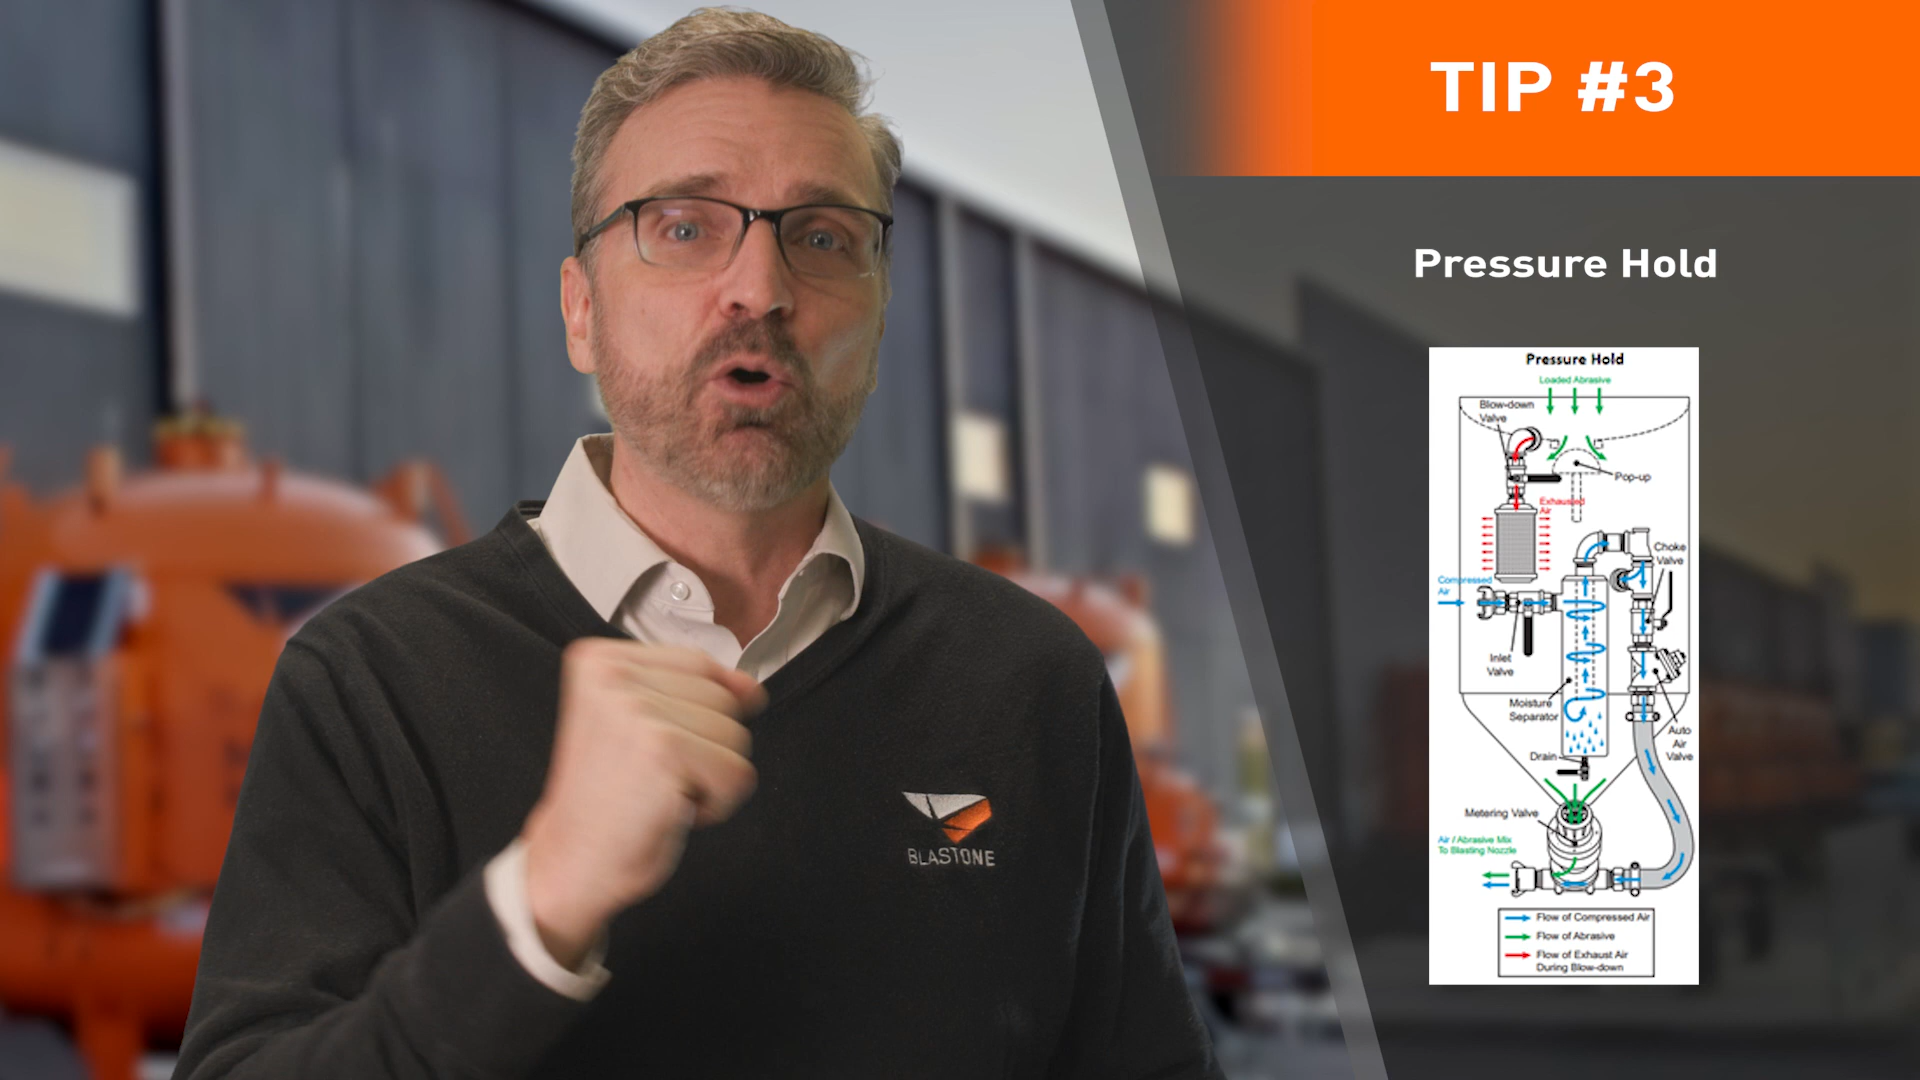 TIP #3
Pressure Hold
Pressure Hold
Loaded Abrasive
Blow-down
Valve
Pop-up
Exhausted
Air
Choke
Valve
Compressed
Air
Inlet
Valve
Moisture
Separator
Auto
Air
Valve
Drain
Metering Valve
Air / Abrasive Mix
To Blasting Nozzle
Flow of Compressed Air
Flow of Abrasive
Flow of Exhaust Air
During Blow-down
BLASTONE